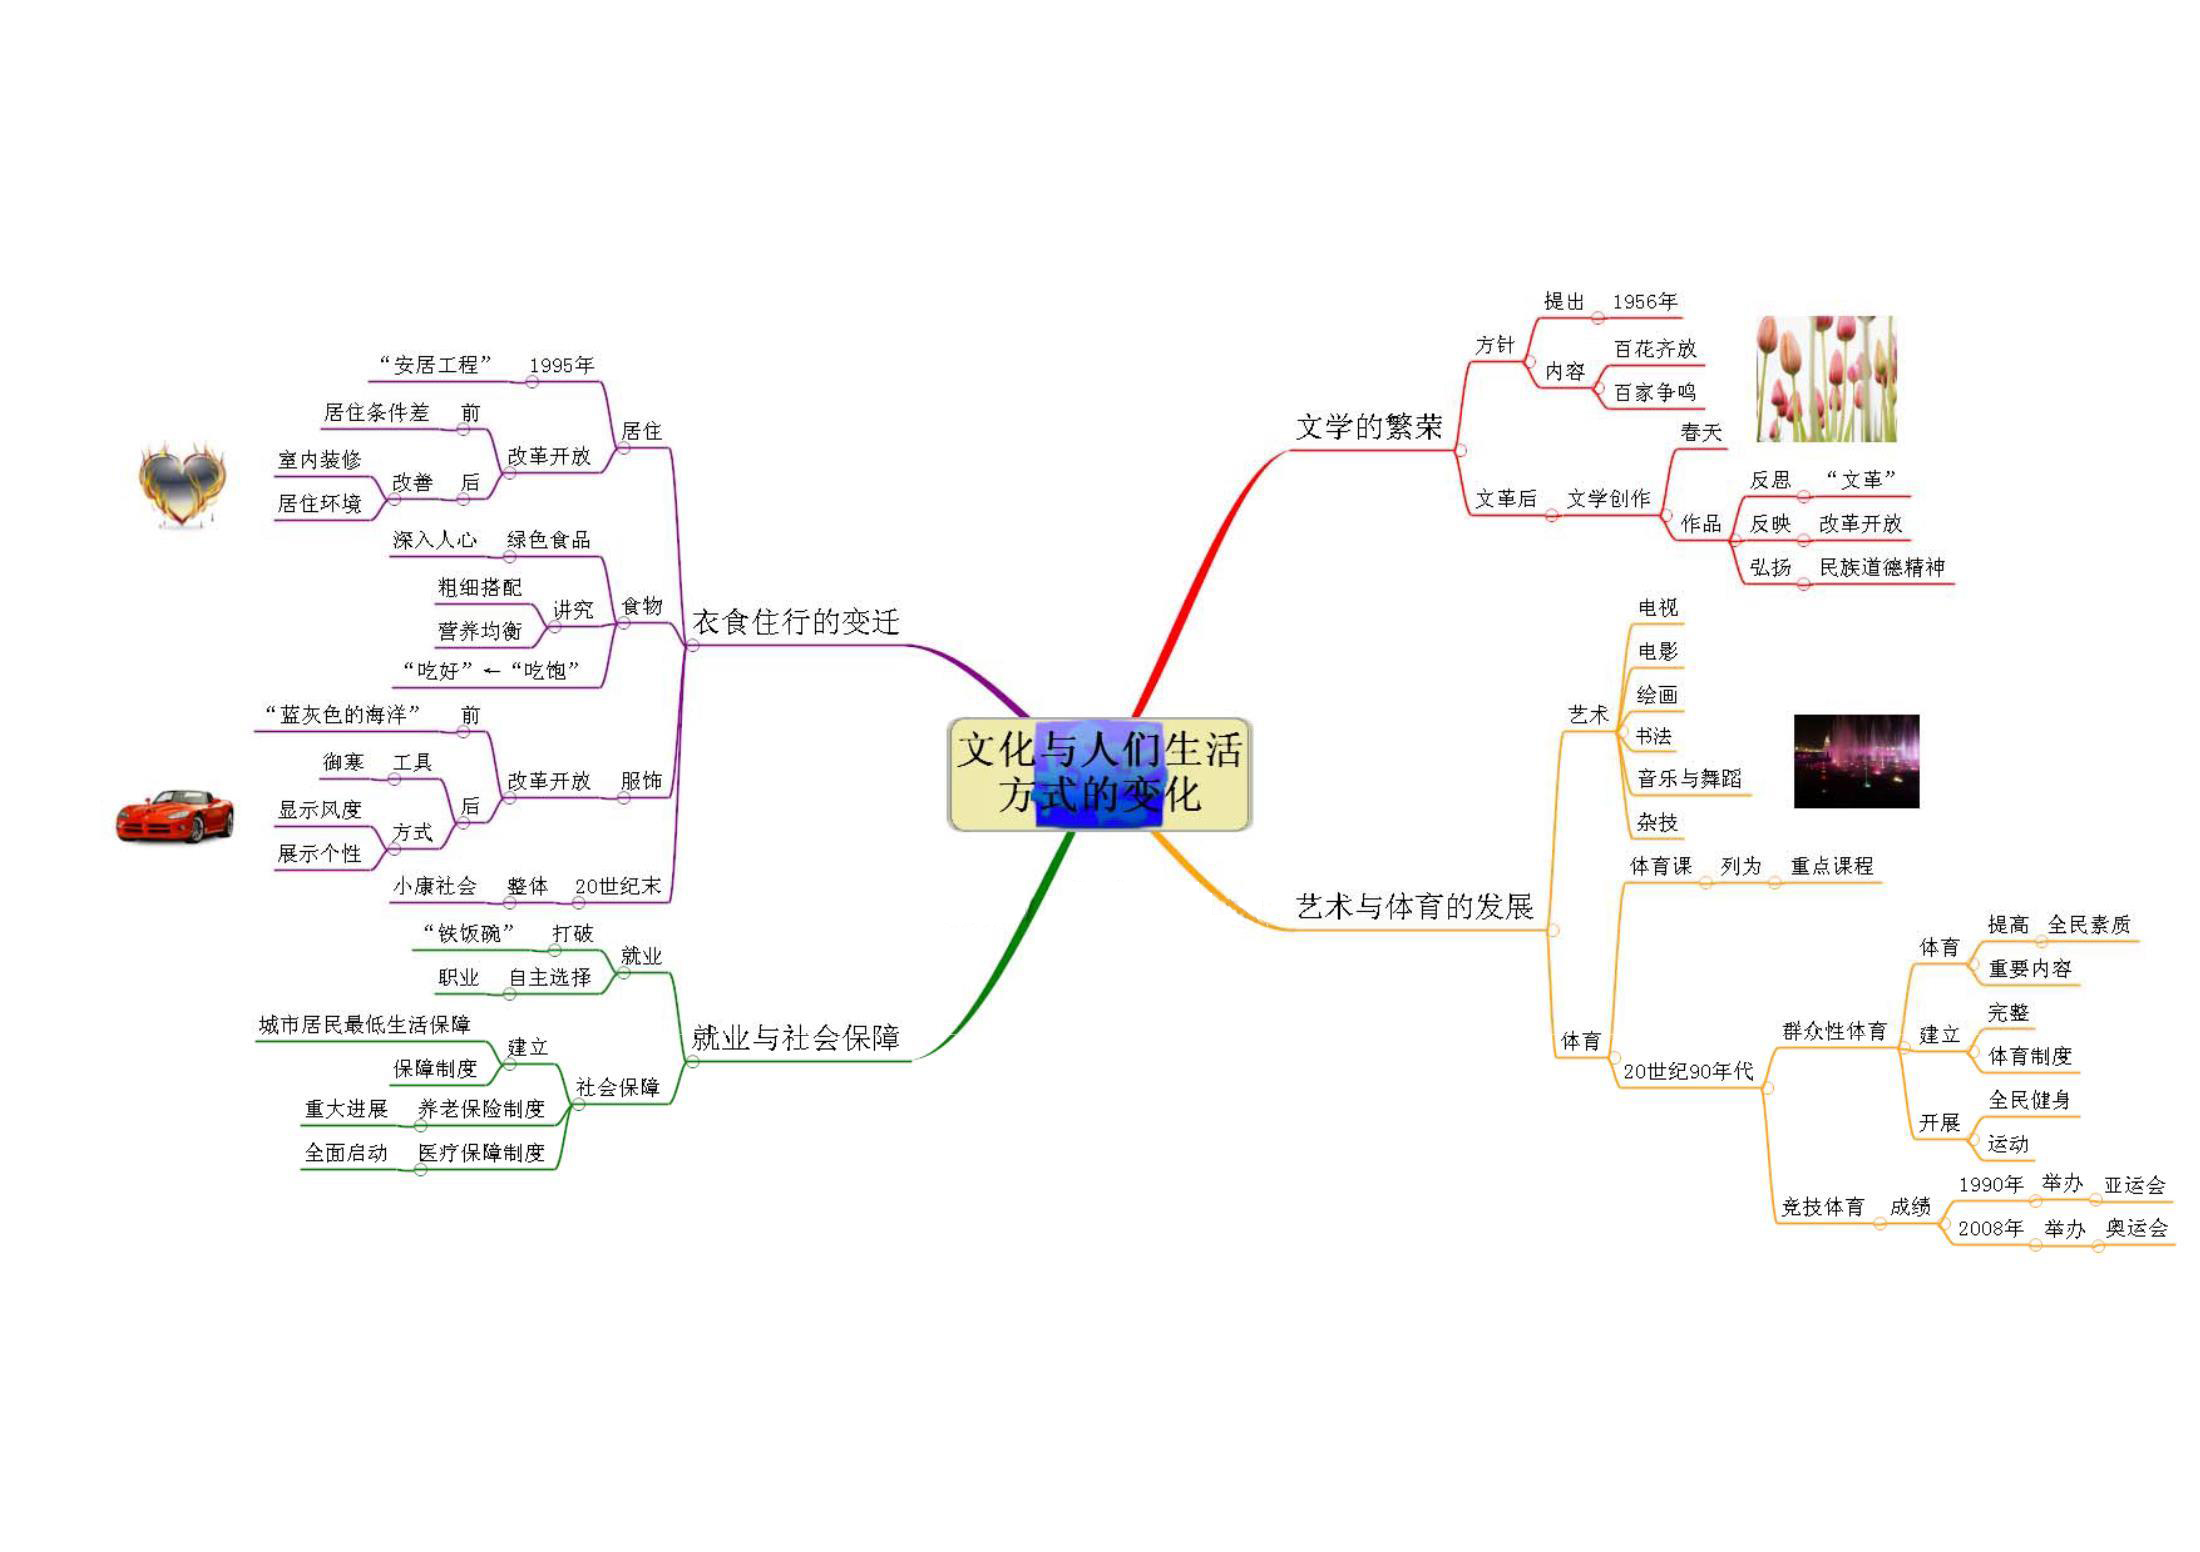 文化与人们生活
方式的变化
文学的繁荣
方针
提出 1956年
内容
百花齐放
百家争鸣
文革后 文学创作
春天
作品
反思 “文革”
反映 改革开放
弘扬 民族道德精神
艺术与体育的发展
艺术
电视
电影
绘画
书法
音乐与舞蹈
杂技
体育
体育课 列为 重点课程
20世纪90年代
群众性体育
体育
提高 全民素质
重要内容
建立
完整
体育制度
开展
全民健身
运动
竞技体育 成绩
1990年 举办 亚运会
2008年 举办 奥运会
衣食住行的变迁
居住
“安居工程” 1995年
改革开放
居住条件差 前
改善 后
室内装修
居住环境
食物
深入人心 绿色食品
讲究
粗细搭配
营养均衡
“吃好”←“吃饱”
改革开放 服饰
“蓝灰色的海洋” 前
后
御寒 工具
方式
显示风度
展示个性
小康社会 整体 20世纪末
就业与社会保障
就业
“铁饭碗” 打破
职业 自主选择
社会保障
建立
城市居民最低生活保障
保障制度
重大进展 养老保险制度
全面启动 医疗保障制度